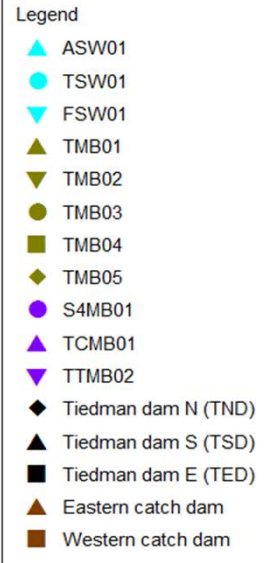 Legend
ASW01
TSW01
FSW01
TMB01
TMB02
TMB03
TMB04
TMB05
S4MB01
TCMB01
TTMB02
Tiedman dam N (TND)
Tiedman dam S (TSD)
Tiedman dam E (TED)
Eastern catch dam
Western catch dam